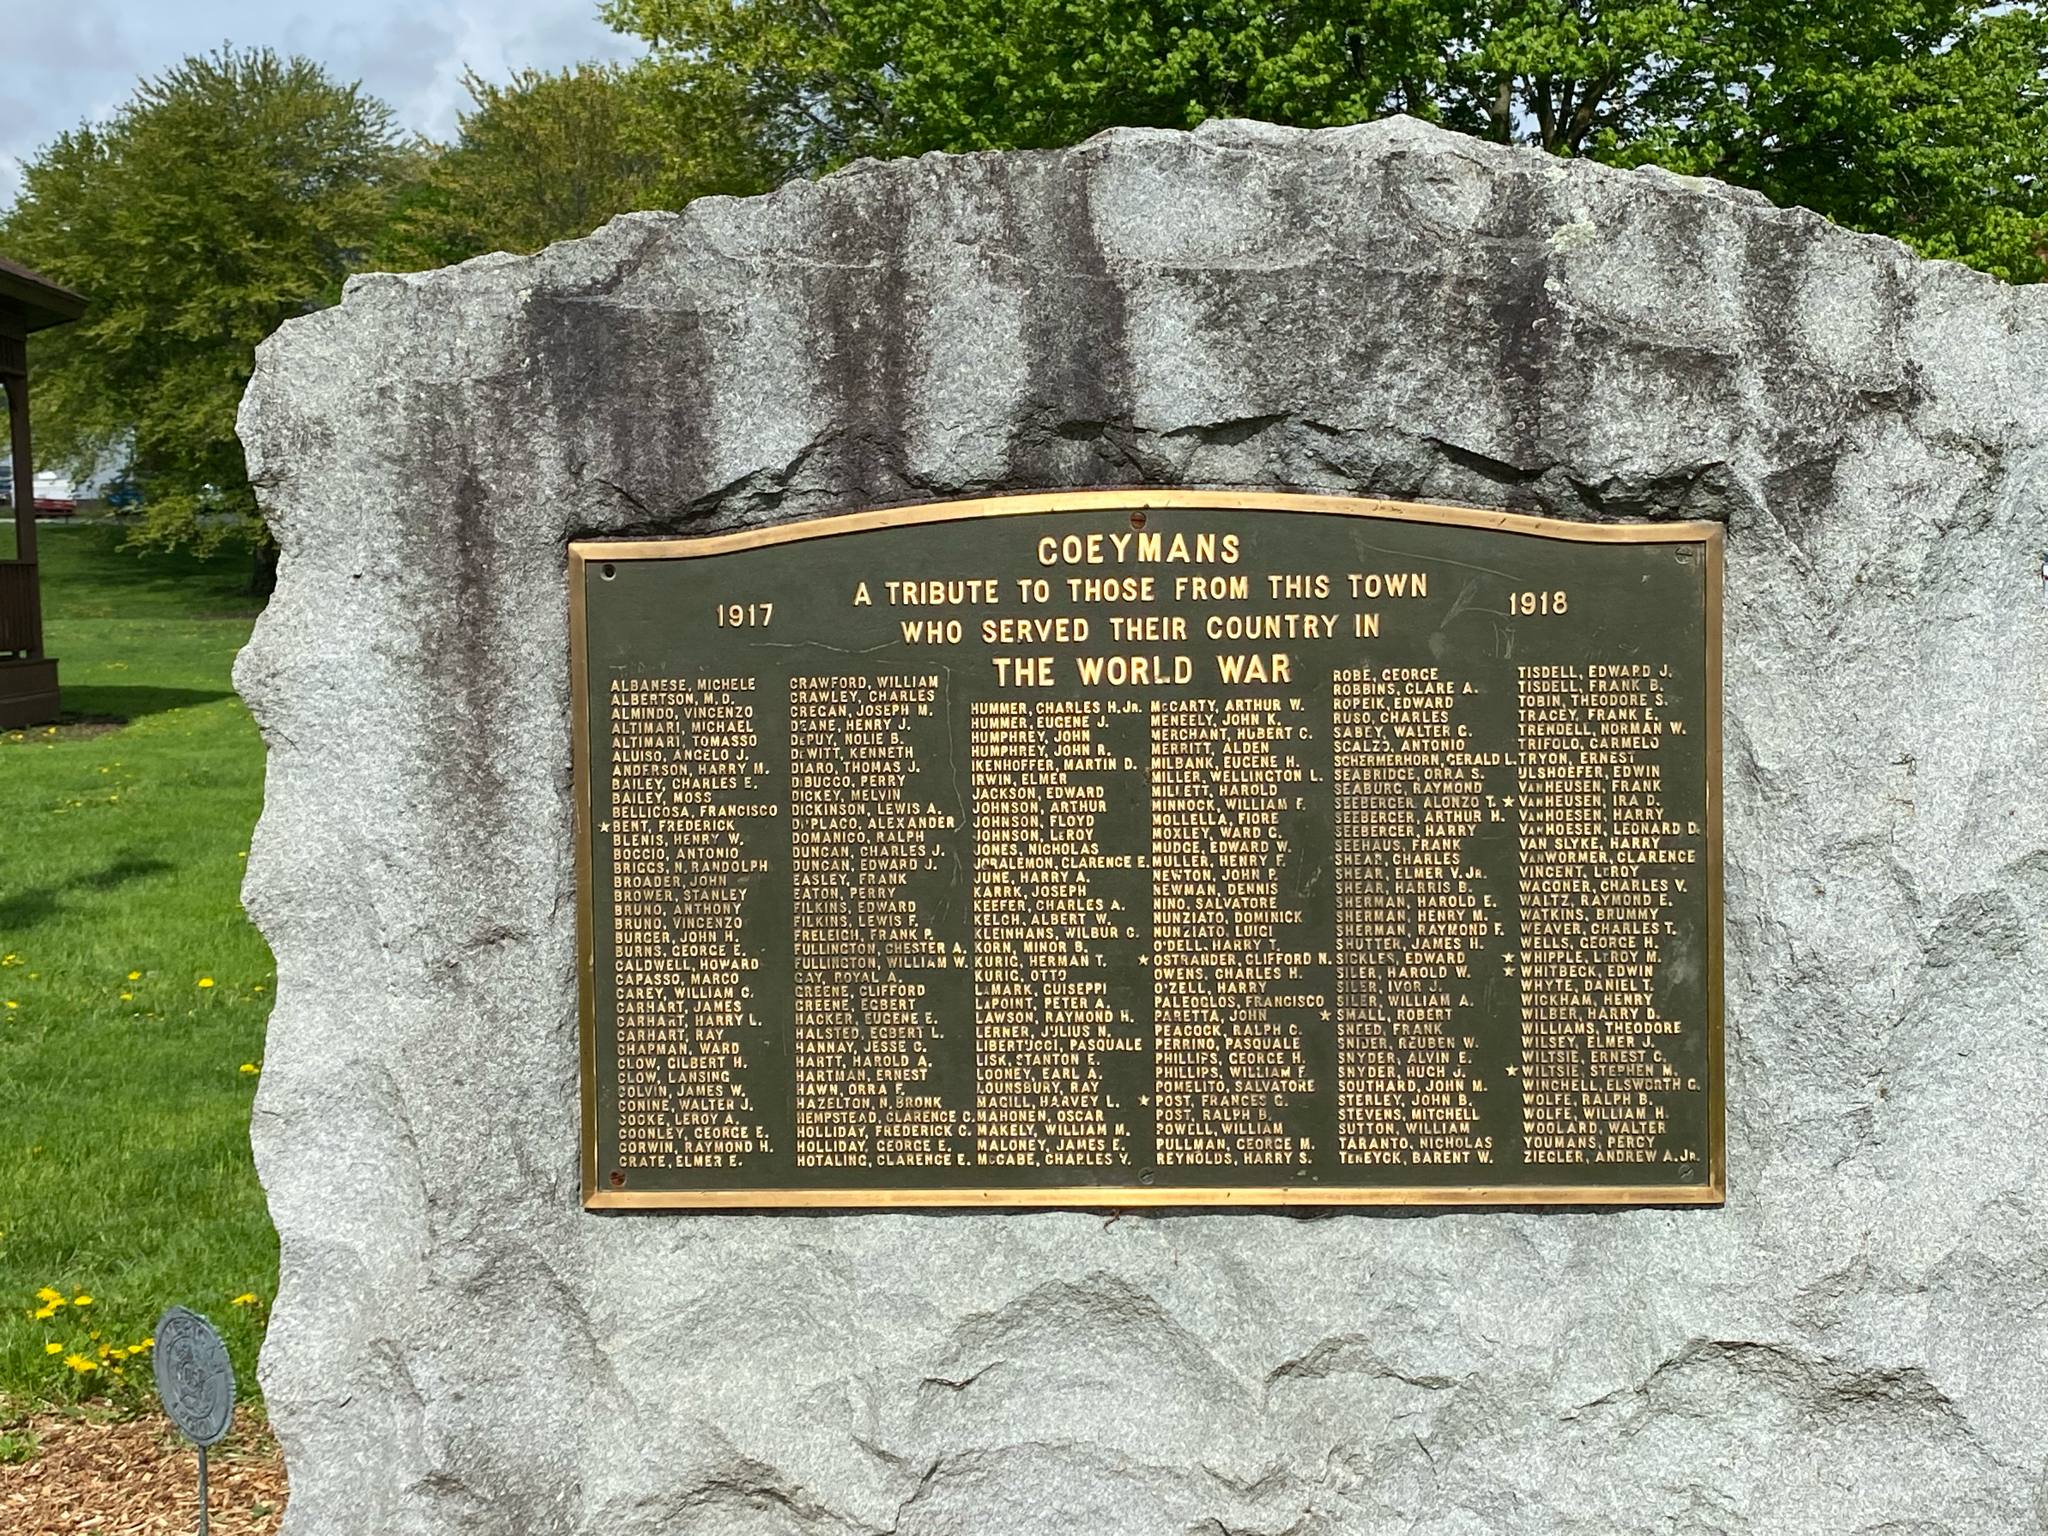 COEYMANS
A TRIBUTE TO THOSE FROM THIS TOWN
1917
1918
WHO SERVED THEIR COUNTRY IN
THE WORLD WAR
ALBANESE, MICHELE
ALBERTSON, M.D.
ALMINDO, VINCENZO
ALTIMARI, MICHAEL
ALTIMARI, TOMASSO
ALUISO, ANGELO J.
ANDERSON, HARRY M.
BAILEY, CHARLES E.
BAILEY, MOSS
BELLICOSA, FRANCISCO
★ BENT, FREDERICK
BLENIS, HENRY W.
BOCCIO, ANTONIO
BRIGGS, N. RANDOLPH
BROADER, JOHN
BROWER, STANLEY
BRUNO, ANTHONY
BRUNO, VINCENZO
BURGER, JOHN H.
BURNS, GEORGE E.
CALDWELL, HOWARD
CAPASSO, MARCO
CAREY, WILLIAM C.
CARHART, JAMES
CARHART, HARRY L.
CARHART, RAY
CHAPMAN, WARD
CLOW, GILBERT H.
CLOW, LANSING
COLVIN, JAMES W.
CONINE, WALTER J.
COOKE, LEROY A.
COONLEY, GEORGE E.
CORWIN, RAYMOND H.
CRATE, ELMER E.
CRAWFORD, WILLIAM
CRAWLEY, CHARLES
CREGAN, JOSEPH M.
DEANE, HENRY J.
DEPUY, NOLIE B.
DEWITT, KENNETH
DIARO, THOMAS J.
DIBUCCO, PERRY
DICKEY, MELVIN
DICKINSON, LEWIS A.
DIPLACO, ALEXANDER
DOMANICO, RALPH
DUNCAN, CHARLES J.
DUNCAN, EDWARD J.
EASLEY, FRANK
EATON, PERRY
FILKINS, EDWARD
FILKINS, LEWIS F.
FRELEIGH, FRANK P.
FULLINGTON, CHESTER A.
FULLINGTON, WILLIAM W.
GAY, ROYAL A.
GREENE, CLIFFORD
GREENE, EGBERT
HACKER, EUGENE E.
HALSTED, EGBERT L.
HANNAY, JESSE C.
HARTT, HAROLD A.
HARTMAN, ERNEST
HAWN, ORRA F.
HAZELTON, N. BRONK
HEMPSTEAD, CLARENCE C.
HOLLIDAY, FREDERICK C.
HOLLIDAY, GEORGE E.
HOTALING, CLARENCE E.
HUMMER, CHARLES H. JR.
HUMMER, EUGENE J.
HUMPHREY, JOHN
HUMPHREY, JOHN R.
IKENHOFFER, MARTIN D.
IRWIN, ELMER
JACKSON, EDWARD
JOHNSON, ARTHUR
JOHNSON, FLOYD
JOHNSON, LEROY
JONES, NICHOLAS
JORALEMON, CLARENCE E.
JUNE, HARRY A.
KARRK, JOSEPH
KEEFER, CHARLES A.
KELCH, ALBERT W.
KLEINHANS, WILBUR C.
KORN, MINOR B.
KURIG, HERMAN T.
KURIG, OTTO
LAMARK, GUISEPPI
LAPOINT, PETER A.
LAWSON, RAYMOND H.
LERNER, JULIUS N.
LIBERTUCCI, PASQUALE
LISK, STANTON E.
LOONEY, EARL A.
LOUNSBURY, RAY
MAGILL, HARVEY L.
MAHONEN, OSCAR
MAKELY, WILLIAM M.
MALONEY, JAMES E.
MCCABE, CHARLES V.
MCCARTY, ARTHUR W.
MENEELY, JOHN K.
MERCHANT, HUBERT C.
MERRITT, ALDEN
MILBANK, EUGENE H.
MILLER, WELLINGTON L.
MILLETT, HAROLD
MINNOCK, WILLIAM F.
MOLLELLA, FIORE
MOXLEY, WARD C.
MUDGE, EDWARD W.
MULLER, HENRY F.
NEWTON, JOHN P.
NEWMAN, DENNIS
NINO, SALVATORE
NUNZIATO, DOMINICK
NUNZIATO, LUIGI
O'DELL, HARRY T.
★ OSTRANDER, CLIFFORD N.
OWENS, CHARLES H.
O'ZELL, HARRY
PALEOGLOS, FRANCISCO
PARETTA, JOHN
PEACOCK, RALPH C.
PERRINO, PASQUALE
PHILLIPS, GEORGE H.
PHILLIPS, WILLIAM F.
POMELITO, SALVATORE
★ POST, FRANCES G.
POST, RALPH B.
POWELL, WILLIAM
PULLMAN, GEORGE M.
REYNOLDS, HARRY S.
ROBE, GEORGE
ROBBINS, CLARE A.
ROPEIK, EDWARD
RUSO, CHARLES
SABEY, WALTER C.
SCALZO, ANTONIO
SCHERMERHORN, GERALD L.
SEABRIDGE, ORRA S.
SEABURG, RAYMOND
SEEBERGER, ALONZO T.
SEEBERGER, ARTHUR H.
SEEBERGER, HARRY
SEEHAUS, FRANK
SHEAR, CHARLES
SHEAR, ELMER V. JR.
SHEAR, HARRIS B.
SHERMAN, HAROLD E.
SHERMAN, HENRY M.
SHERMAN, RAYMOND F.
SHUTTER, JAMES H.
SICKLES, EDWARD
SILER, HAROLD W.
SILER, IVOR J.
SILER, WILLIAM A.
★ SMALL, ROBERT
SNEED, FRANK
SNIDER, REUBEN W.
SNYDER, ALVIN E.
SNYDER, HUGH J.
SOUTHARD, JOHN M.
STERLEY, JOHN B.
STEVENS, MITCHELL
SUTTON, WILLIAM
TARANTO, NICHOLAS
TENEYCK, BARENT W.
TISDELL, EDWARD J.
TISDELL, FRANK B.
TOBIN, THEODORE S.
TRACEY, FRANK E.
TRENDELL, NORMAN W.
TRIFOLO, CARMELO
TRYON, ERNEST
ULSHOEFER, EDWIN
VANHEUSEN, FRANK
★ VANHEUSEN, IRA D.
VANHOESEN, HARRY
VANHOESEN, LEONARD D.
VAN SLYKE, HARRY
VANWORMER, CLARENCE
VINCENT, LEROY
WAGONER, CHARLES V.
WALTZ, RAYMOND E.
WATKINS, BRUMMY
WEAVER, CHARLES T.
WELLS, GEORGE H.
★ WHIPPLE, LEROY M.
★ WHITBECK, EDWIN
WHYTE, DANIEL T.
WICKHAM, HENRY
WILBER, HARRY D.
WILLIAMS, THEODORE
WILSEY, ELMER J.
WILTSIE, ERNEST C.
★ WILTSIE, STEPHEN M.
WINCHELL, ELSWORTH G.
WOLFE, RALPH B.
WOLFE, WILLIAM H.
WOOLARD, WALTER
YOUMANS, PERCY
ZIEGLER, ANDREW A. JR.